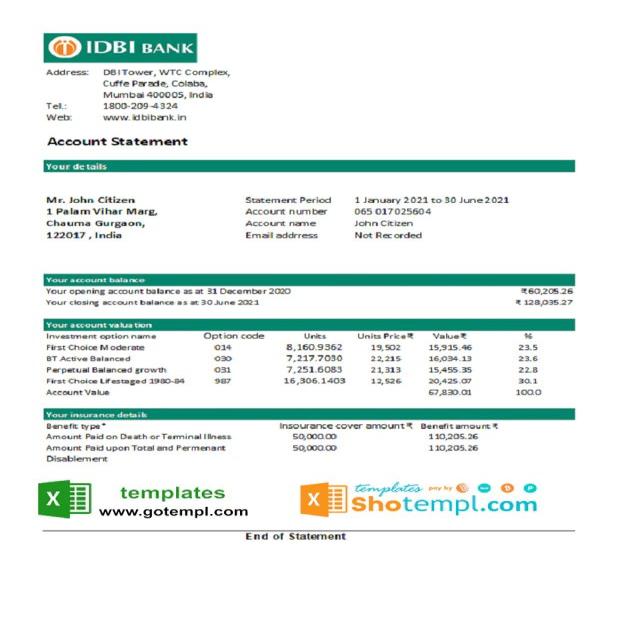 IDBI BANK
Address: DBI Tower, WTC Complex,
Cuffe Parade, Colaba,
Mumbai 400005, India
Tel.: 1800-209-4324
Web: www.idbibank.in
Account Statement
Your details
Mr. John Citizen Statement Period 1 January 2021 to 30 June 2021
1 Palam Vihar Marg, Account number 065 017025604
Chauma Gurgaon, Account name John Citizen
122017 , India Email address Not Recorded
Your account balance
Your opening account balance as at 31 December 2020 ₹60,205.26
Your closing account balance as at 30 June 2021 ₹ 128,035.27
Your account valuation
Investment option name Option code Units Units Price₹ Value₹ %
First Choice Moderate 014 8,160.9362 19,502 15,915.46 23.5
BT Active Balanced 030 7,217.7030 22,215 16,034.13 23.6
Perpetual Balanced growth 031 7,251.6083 21,313 15,455.35 22.8
First Choice Lifestaged 1980-84 987 16,306.1403 12,526 20,425.07 30.1
Account Value 67,830.01 100.0
Your insurance details
Benefit type* Insurance cover amount ₹ Benefit amount ₹
Amount Paid on Death or Terminal Illness 50,000.00 110,205.26
Amount Paid upon Total and Permenant 50,000.00 110,205.26
Disablement
X templates
www.gotempl.com
X templates pay by
Shotempl.com
End of Statement